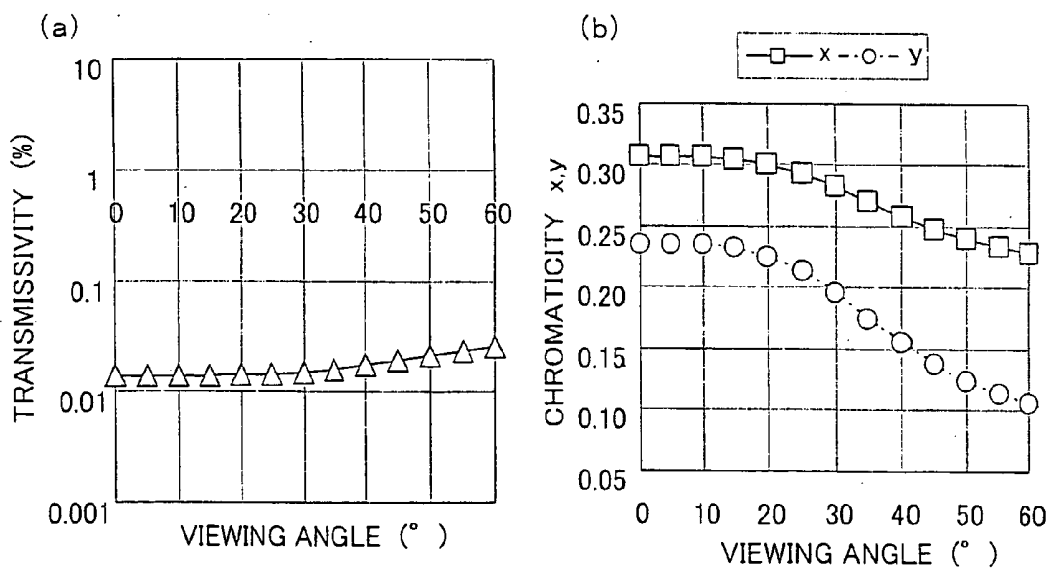 (a)
TRANSMISSIVITY (%)
10
1
0 10 20 30 40 50 60
0.1
0.01
0.001
VIEWING ANGLE (° )
(b)
x y
CHROMATICITY x,y
0.35
0.30
0.25
0.20
0.15
0.10
0.05
0 10 20 30 40 50 60
VIEWING ANGLE (° )